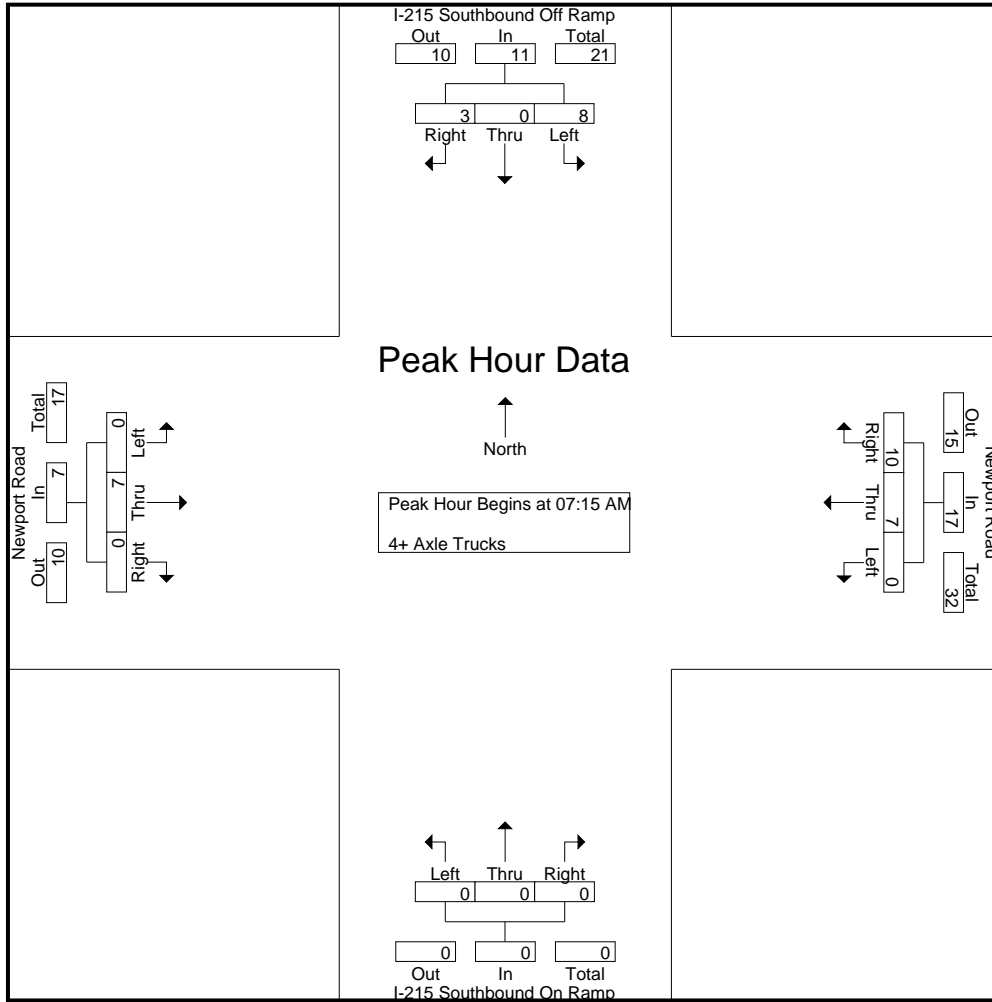 I-215 Southbound Off Ramp
Out In Total
10 11 21
3 0 8
Right Thru Left
Peak Hour Data
North
Peak Hour Begins at 07:15 AM
4+ Axle Trucks
Newport Road
Out In Total
10 7 17
Right Thru Left
0 7 0
Newport Road
Out In Total
15 17 32
Right Thru Left
10 7 0
Left Thru Right
0 0 0
0 0 0
Out In Total
I-215 Southbound On Ramp